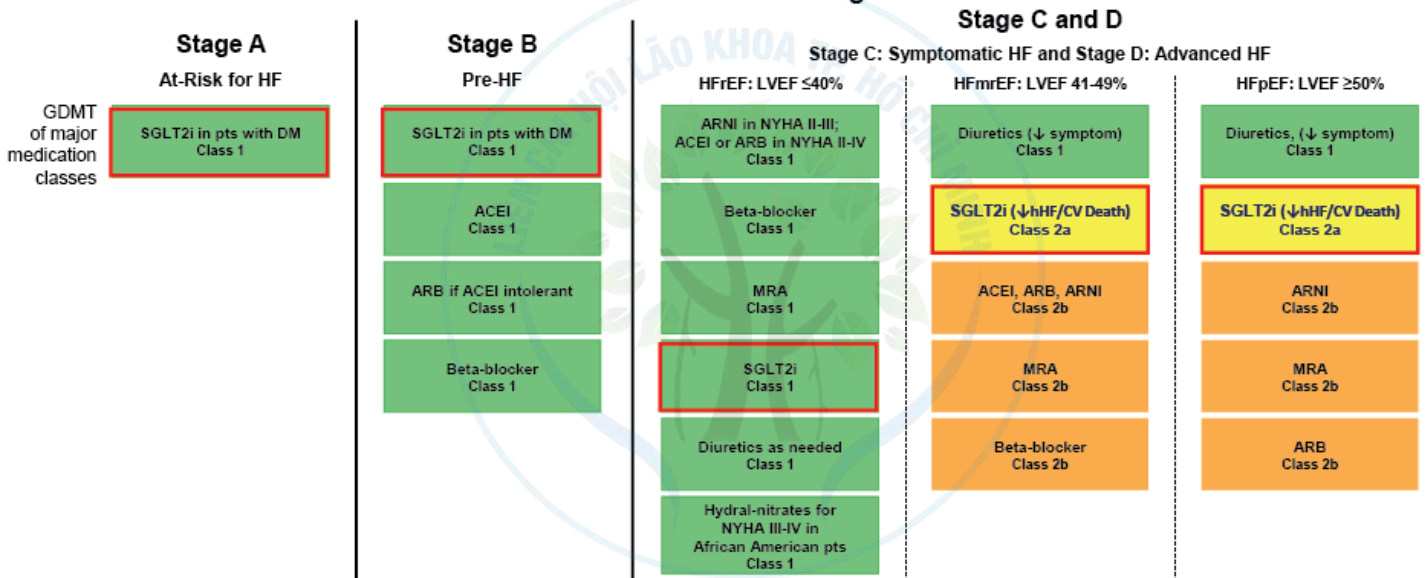 Stage A
At-Risk for HF
GDMT
of major
medication
classes
SGLT2i in pts with DM
Class 1
Stage B
Pre-HF
SGLT2i in pts with DM
Class 1
ACEI
Class 1
ARB if ACEI intolerant
Class 1
Beta-blocker
Class 1
Stage C and D
Stage C: Symptomatic HF and Stage D: Advanced HF
HFrEF: LVEF ≤40%
ARNI in NYHA II-III;
ACEI or ARB in NYHA II-IV
Class 1
Beta-blocker
Class 1
MRA
Class 1
SGLT2i
Class 1
Diuretics as needed
Class 1
Hydral-nitrates for
NYHA III-IV in
African American pts
Class 1
HFmrEF: LVEF 41-49%
Diuretics (↓ symptom)
Class 1
SGLT2i (↓hHF/CV Death)
Class 2a
ACEI, ARB, ARNI
Class 2b
MRA
Class 2b
Beta-blocker
Class 2b
HFpEF: LVEF ≥50%
Diuretics, (↓ symptom)
Class 1
SGLT2i (↓hHF/CV Death)
Class 2a
ARNI
Class 2b
MRA
Class 2b
ARB
Class 2b
LÃO KHOA TP. HỒ CHÍ MINH